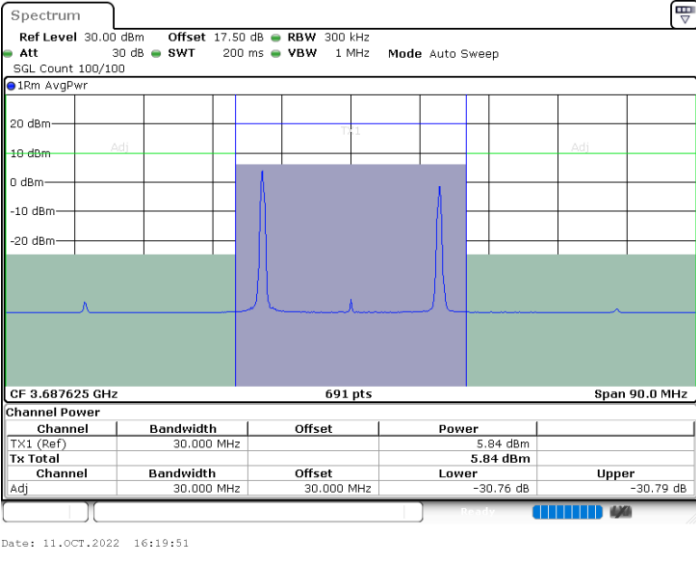 Spectrum
Ref Level 30.00 dBm Offset 17.50 dB RBW 300 kHz
Att 30 dB SWT 200 ms VBW 1 MHz Mode Auto Sweep
SGL Count 100/100
1Rm AvgPwr
20 dBm
TX1
Adj Adj
10 dBm
0 dBm
-10 dBm
-20 dBm
CF 3.687625 GHz 691 pts Span 90.0 MHz
Channel Power
Channel Bandwidth Offset Power
TX1 (Ref) 30.000 MHz 5.84 dBm
Tx Total 5.84 dBm
Channel Bandwidth Offset Lower Upper
Adj 30.000 MHz 30.000 MHz -30.76 dB -30.79 dB
Ready
Date: 11.OCT.2022 16:19:51